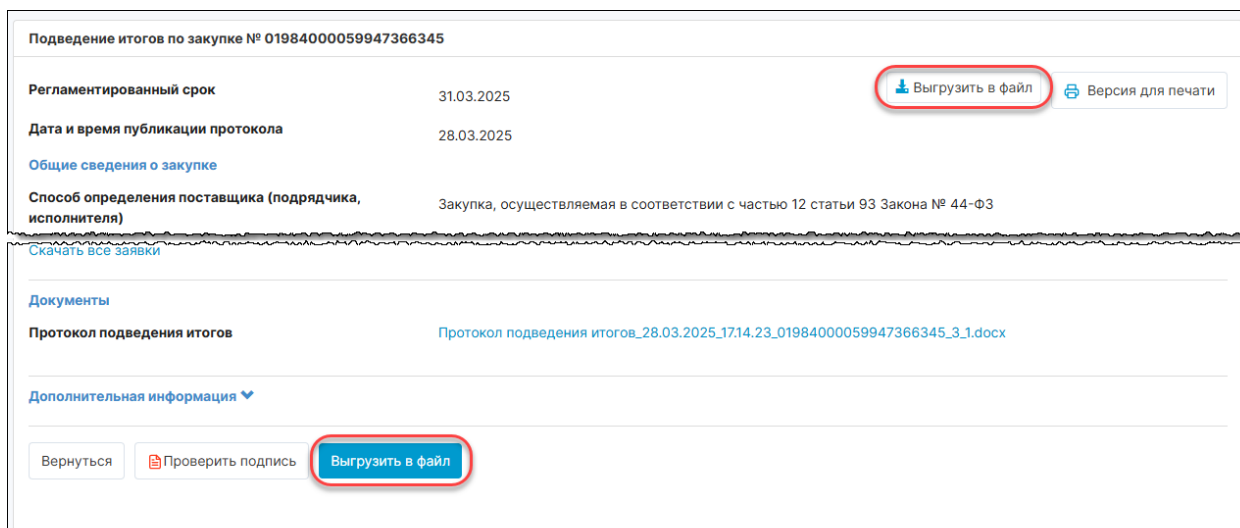 Подведение итогов по закупке № 01984000059947366345
Регламентированный срок
31.03.2025
Выгрузить в файл
Версия для печати
Дата и время публикации протокола
28.03.2025
Общие сведения о закупке
Способ определения поставщика (подрядчика,
исполнителя)
Закупка, осуществляемая в соответствии с частью 12 статьи 93 Закона № 44-ФЗ
Скачать все заявки
Документы
Протокол подведения итогов
Протокол подведения итогов_28.03.2025_17.14.23_01984000059947366345_3_1.docx
Дополнительная информация
Вернуться
Проверить подпись
Выгрузить в файл